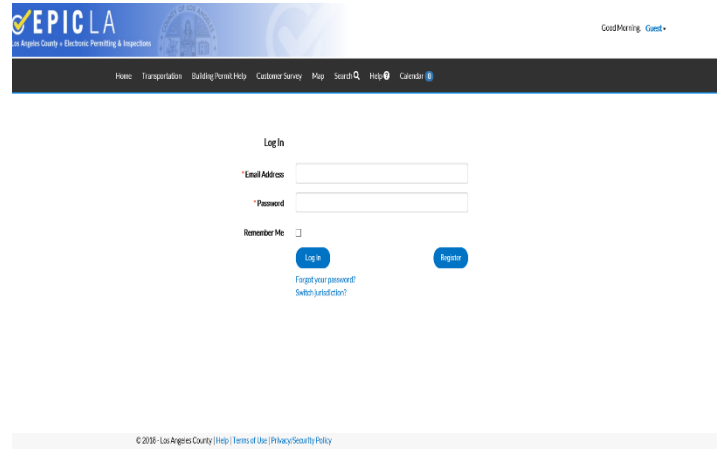 EPICLA
Los Angeles County + Electronic Permitting & Inspections
Good Morning, Guest
Home Transportation Building Permit Help Customer Survey Map Search Help Calendar 0
Log In
*Email Address
*Password
Remember Me
Log In Register
Forgot your password?
Switch jurisdiction?
© 2018 - Los Angeles County | Help | Terms of Use | Privacy/Security Policy